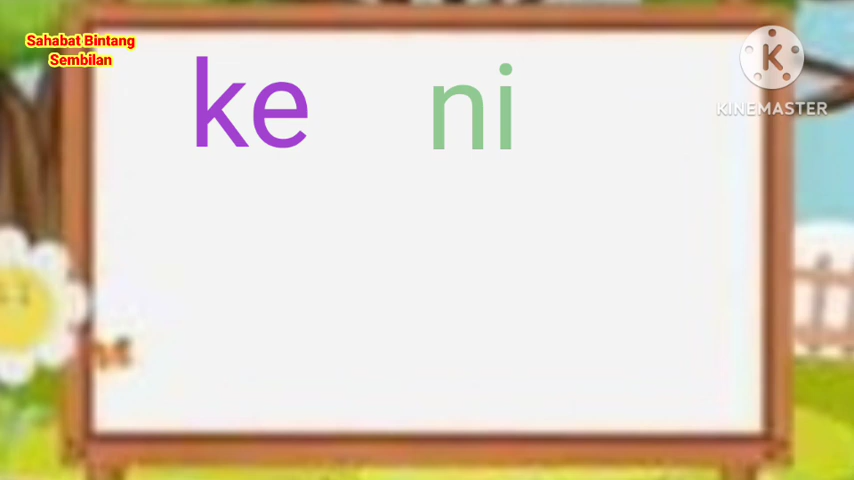 Sahabat Bintang
Sembilan
ke ni
K
KINEMASTER